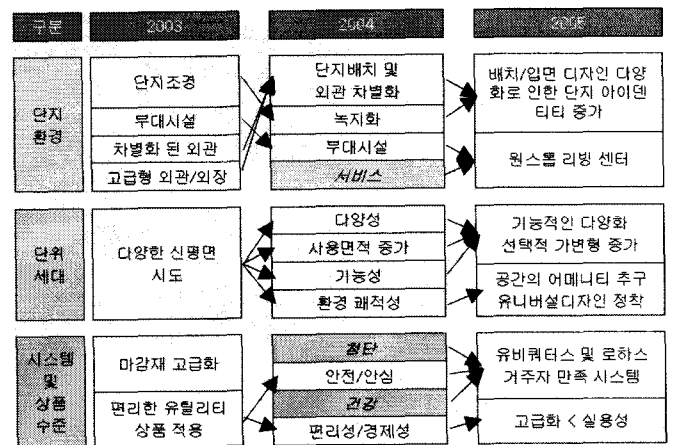 구분
2003
2004
2005
단지
환경
단지조경
부대시설
차별화 된 외관
고급형 외관/외장
단지배치 및
외관 차별화
녹지화
부대시설
서비스
배치/입면 디자인 다양
화로 인한 단지 아이덴
티티 증가
원스톱 리빙 센터
단위
세대
다양한 신평면
시도
다양성
사용면적 증가
기능성
환경 쾌적성
기능적인 다양화
선택적 가변형 증가
공간의 어메니티 추구
유니버설디자인 정착
시스템
및
상품
수준
마감재 고급화
편리한 유틸리티
상품 적용
첨단
안전/안심
건강
편리성/경제성
유비쿼터스 및 로하스
거주자 만족 시스템
고급화 < 실용성